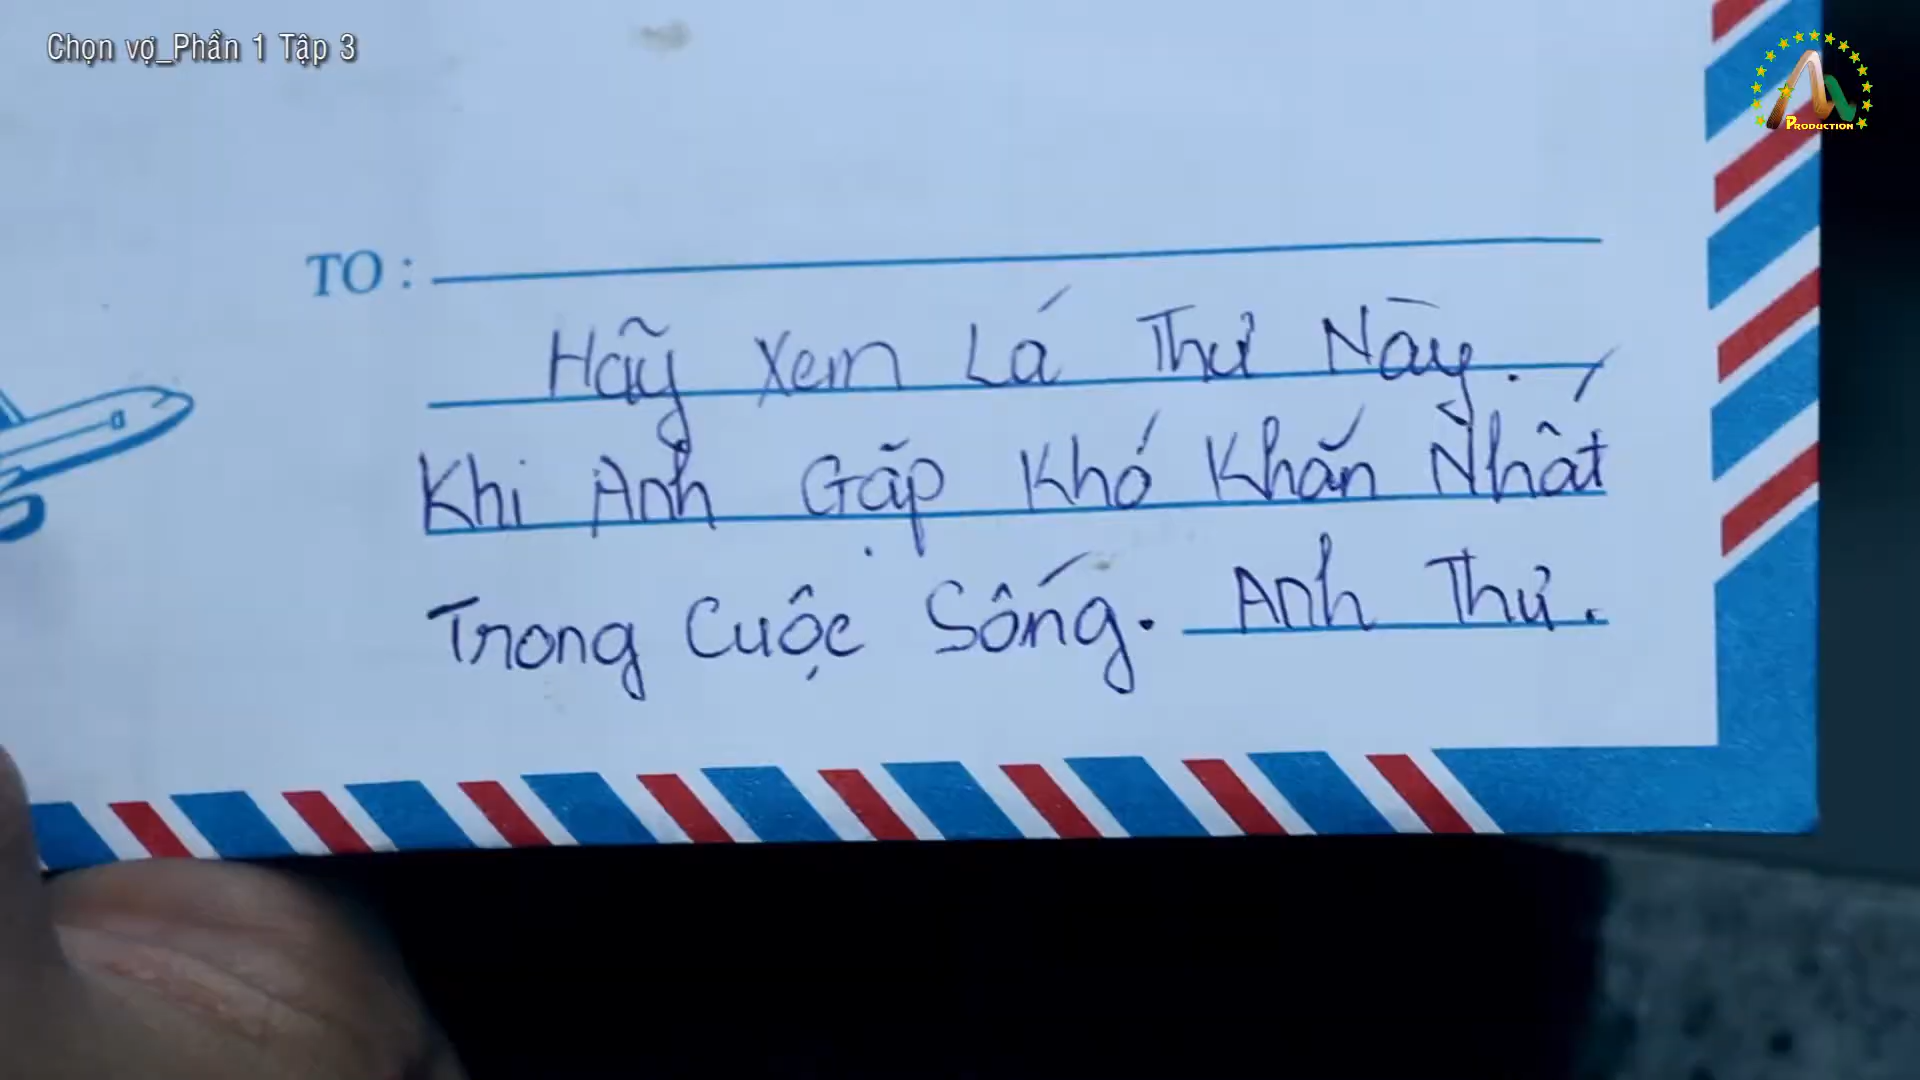 Chọn vợ_Phần 1 Tập 3
PRODUCTION
TO :
Hãy Xem Lá Thư Này.
Khi Anh Gặp Khó Khăn Nhất
Trong Cuộc Sống. Anh Thư.